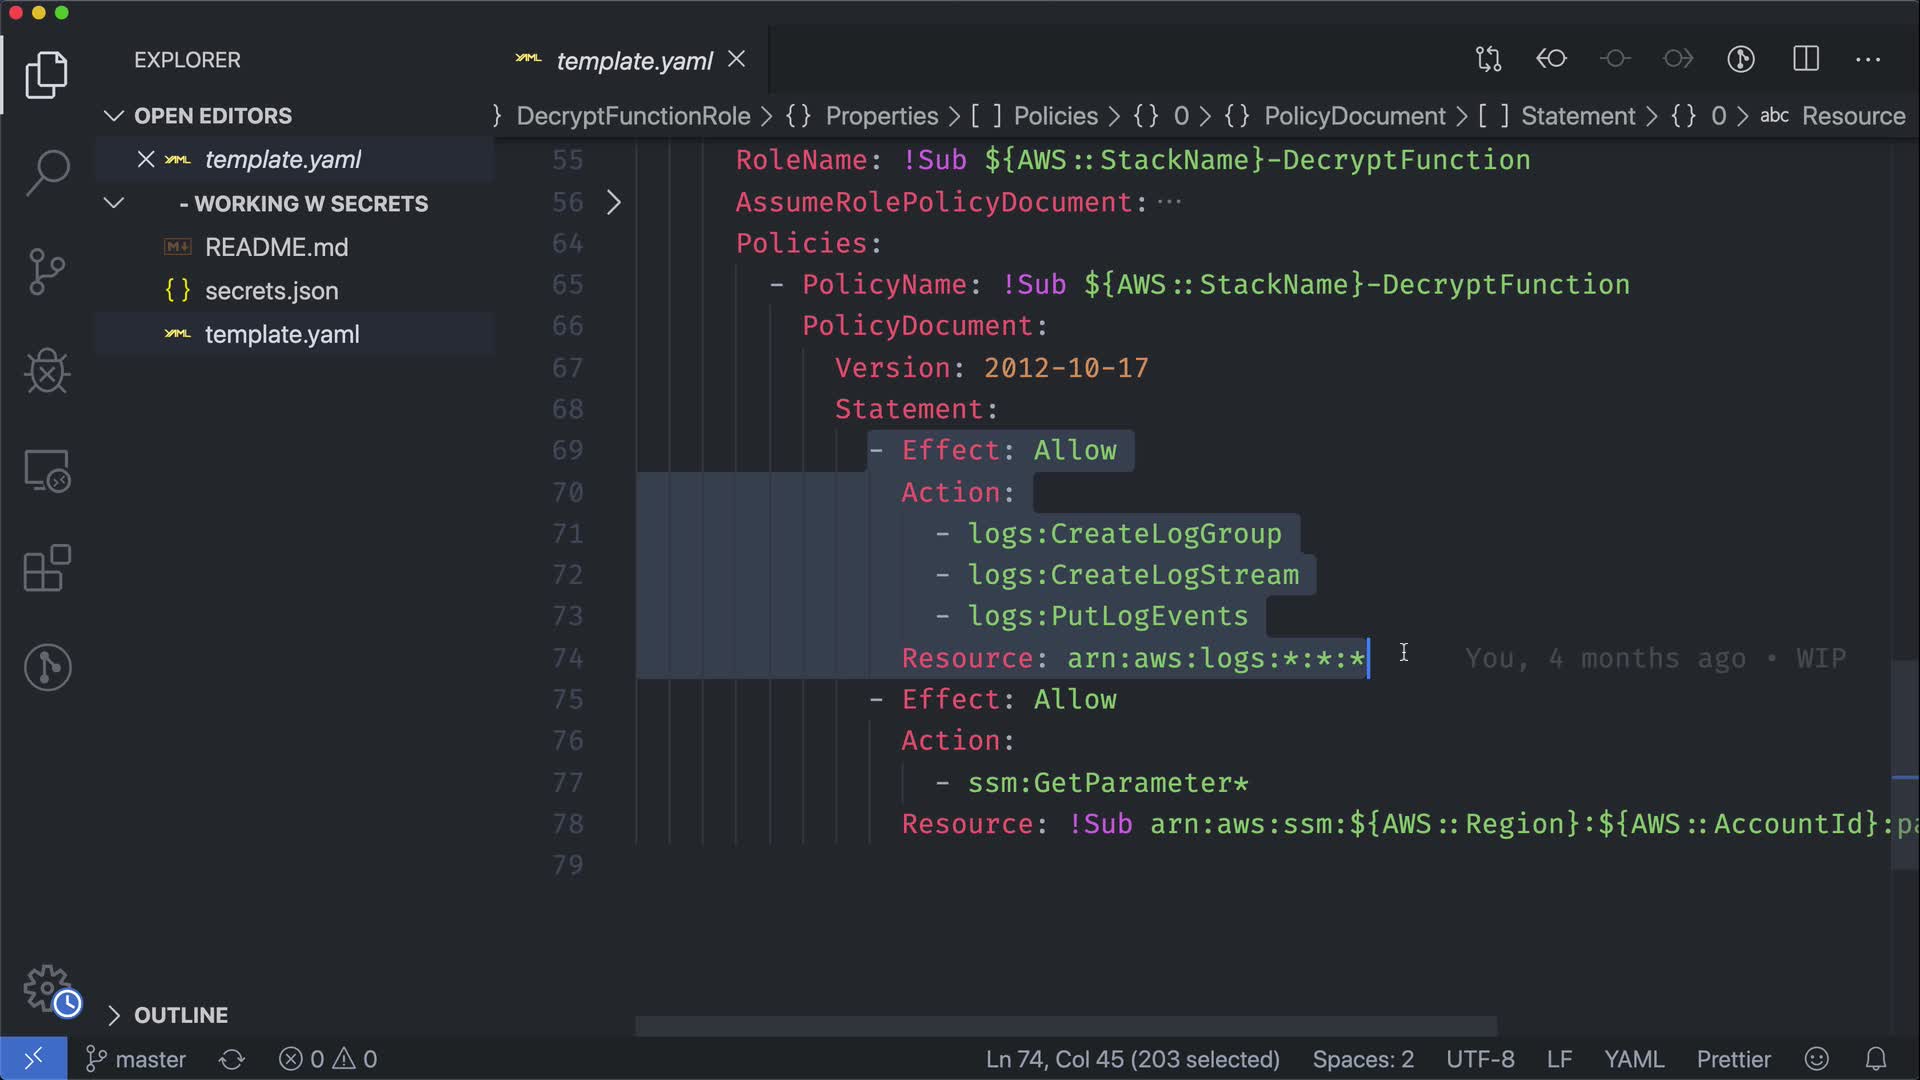 EXPLORER
OPEN EDITORS
template.yaml
- WORKING W SECRETS
README.md
secrets.json
template.yaml
OUTLINE
template.yaml
} DecryptFunctionRole > {} Properties > [ ] Policies > {} 0 > {} PolicyDocument > [ ] Statement > {} 0 > abc Resource
55 RoleName: !Sub ${AWS::StackName}-DecryptFunction
56 AssumeRolePolicyDocument:···
64 Policies:
65 - PolicyName: !Sub ${AWS::StackName}-DecryptFunction
66 PolicyDocument:
67 Version: 2012-10-17
68 Statement:
69 - Effect: Allow
70 Action:
71 - logs:CreateLogGroup
72 - logs:CreateLogStream
73 - logs:PutLogEvents
74 Resource: arn:aws:logs:*:*:* You, 4 months ago • WIP
75 - Effect: Allow
76 Action:
77 - ssm:GetParameter*
78 Resource: !Sub arn:aws:ssm:${AWS::Region}:${AWS::AccountId}:pa
79
master 0 0 Ln 74, Col 45 (203 selected) Spaces: 2 UTF-8 LF YAML Prettier